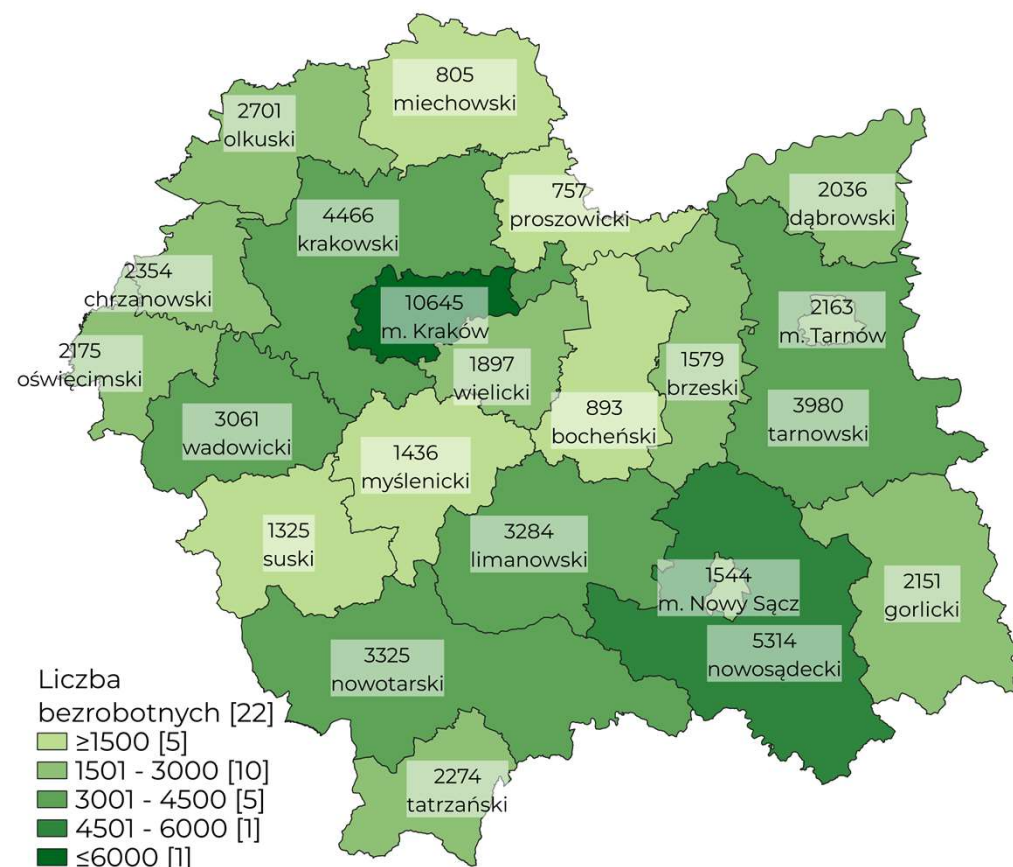 805
miechowski
2701
olkuski
757
proszowicki
2036
dąbrowski
4466
krakowski
2354
chrzanowski
10645
m. Kraków
2163
m. Tarnów
2175
oświęcimski
1897
wielicki
1579
brzeski
3061
wadowicki
893
bocheński
3980
tarnowski
1436
myślenicki
1325
suski
3284
limanowski
1544
m. Nowy Sącz
2151
gorlicki
5314
nowosądecki
3325
nowotarski
2274
tatrzański
Liczba
bezrobotnych [22]
≥1500 [5]
1501 - 3000 [10]
3001 - 4500 [5]
4501 - 6000 [1]
≤6000 [1]